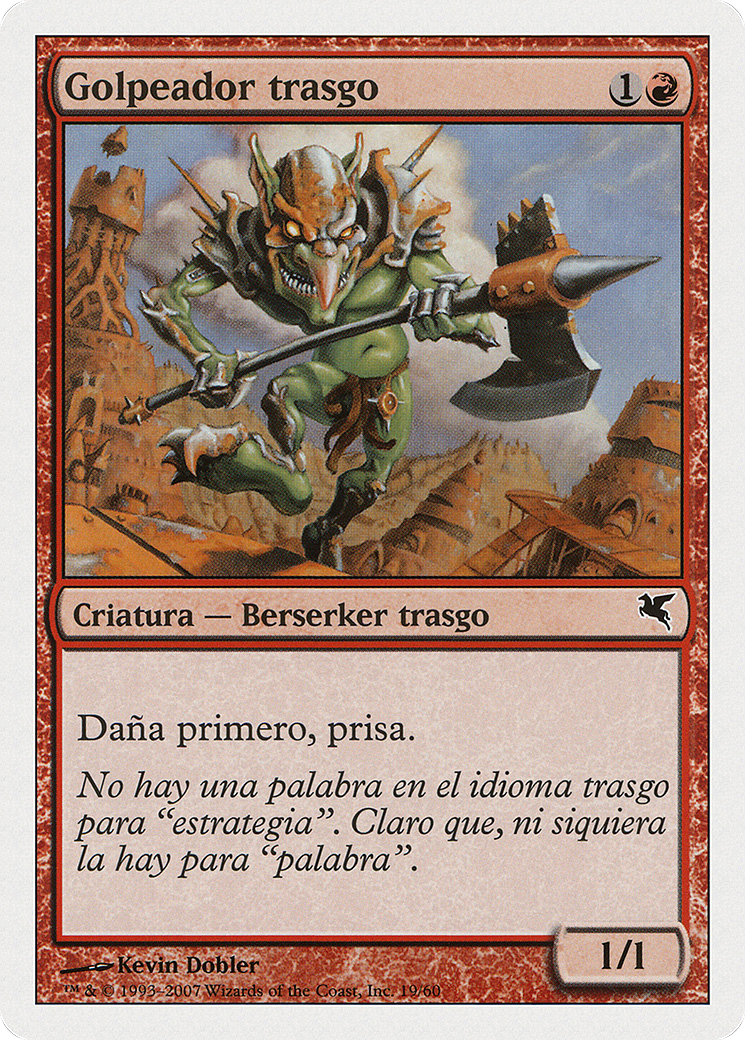 Golpeador trasgo 1
Criatura — Berserker trasgo
Daña primero, prisa.
No hay una palabra en el idioma trasgo
para “estrategia”. Claro que, ni siquiera
la hay para “palabra”.
1/1
Kevin Dobler
™ & © 1993–2007 Wizards of the Coast, Inc. 19/60